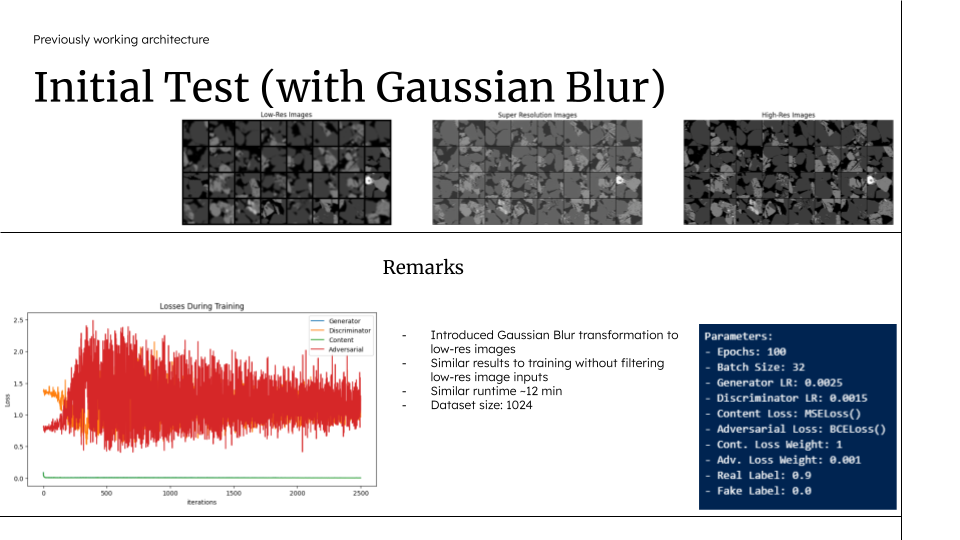 Previously working architecture
Initial Test (with Gaussian Blur)
Low-Res Images
Super Resolution Images
High-Res Images
Remarks
Losses During Training
Generator
Discriminator
Content
Adversarial
2.5
2.0
1.5
1.0
0.5
0.0
Loss
0
500
1000
1500
2000
2500
iterations
- Introduced Gaussian Blur transformation to
low-res images
- Similar results to training without filtering
low-res image inputs
- Similar runtime ~12 min
- Dataset size: 1024
Parameters:
- Epochs: 100
- Batch Size: 32
- Generator LR: 0.0025
- Discriminator LR: 0.0015
- Content Loss: MSELoss()
- Adversarial Loss: BCELoss()
- Cont. Loss Weight: 1
- Adv. Loss Weight: 0.001
- Real Label: 0.9
- Fake Label: 0.0